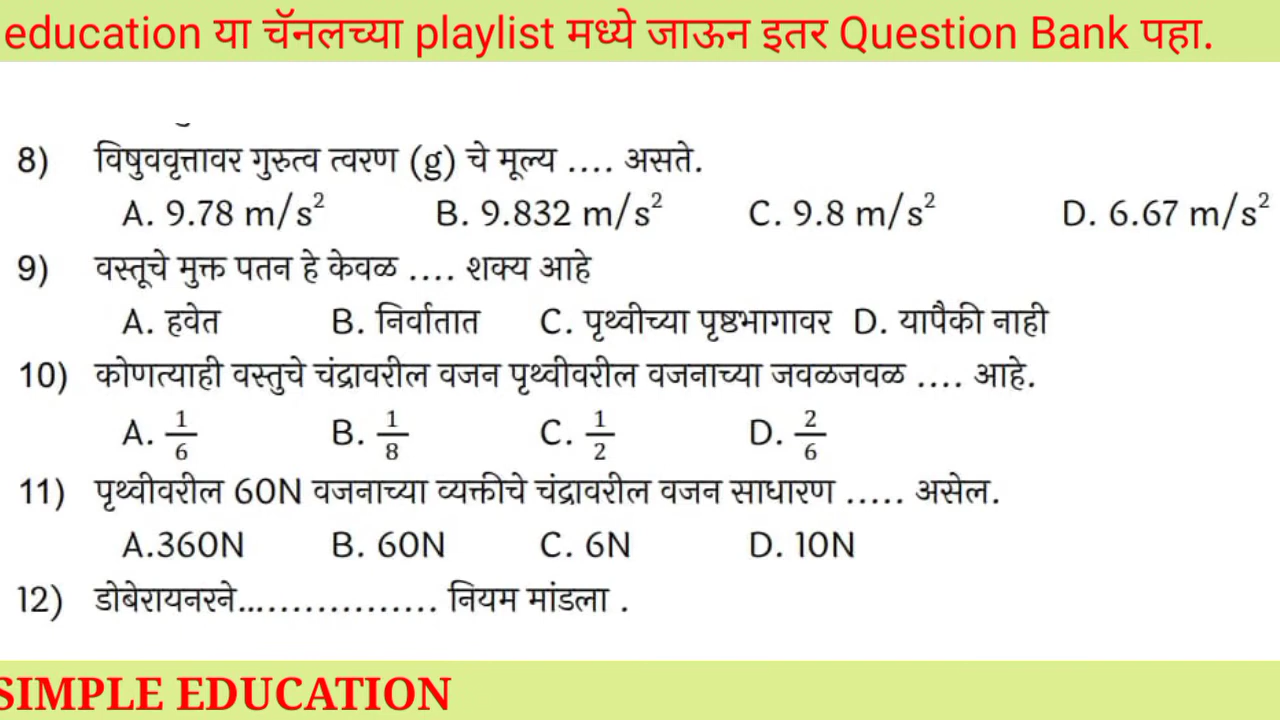 education या चॅनलच्या playlist मध्ये जाऊन इतर Question Bank पहा.
8) विषुववृत्तावर गुरुत्व त्वरण (g) चे मूल्य .... असते.
A. 9.78 m/s² B. 9.832 m/s² C. 9.8 m/s² D. 6.67 m/s²
9) वस्तूचे मुक्त पतन हे केवळ .... शक्य आहे
A. हवेत B. निर्वातात C. पृथ्वीच्या पृष्ठभागावर D. यापैकी नाही
10) कोणत्याही वस्तुचे चंद्रावरील वजन पृथ्वीवरील वजनाच्या जवळजवळ .... आहे.
A. 1/6 B. 1/8 C. 1/2 D. 2/6
11) पृथ्वीवरील 60N वजनाच्या व्यक्तीचे चंद्रावरील वजन साधारण ..... असेल.
A.360N B. 60N C. 6N D. 10N
12) डोबेरायनरने.................. नियम मांडला .
SIMPLE EDUCATION